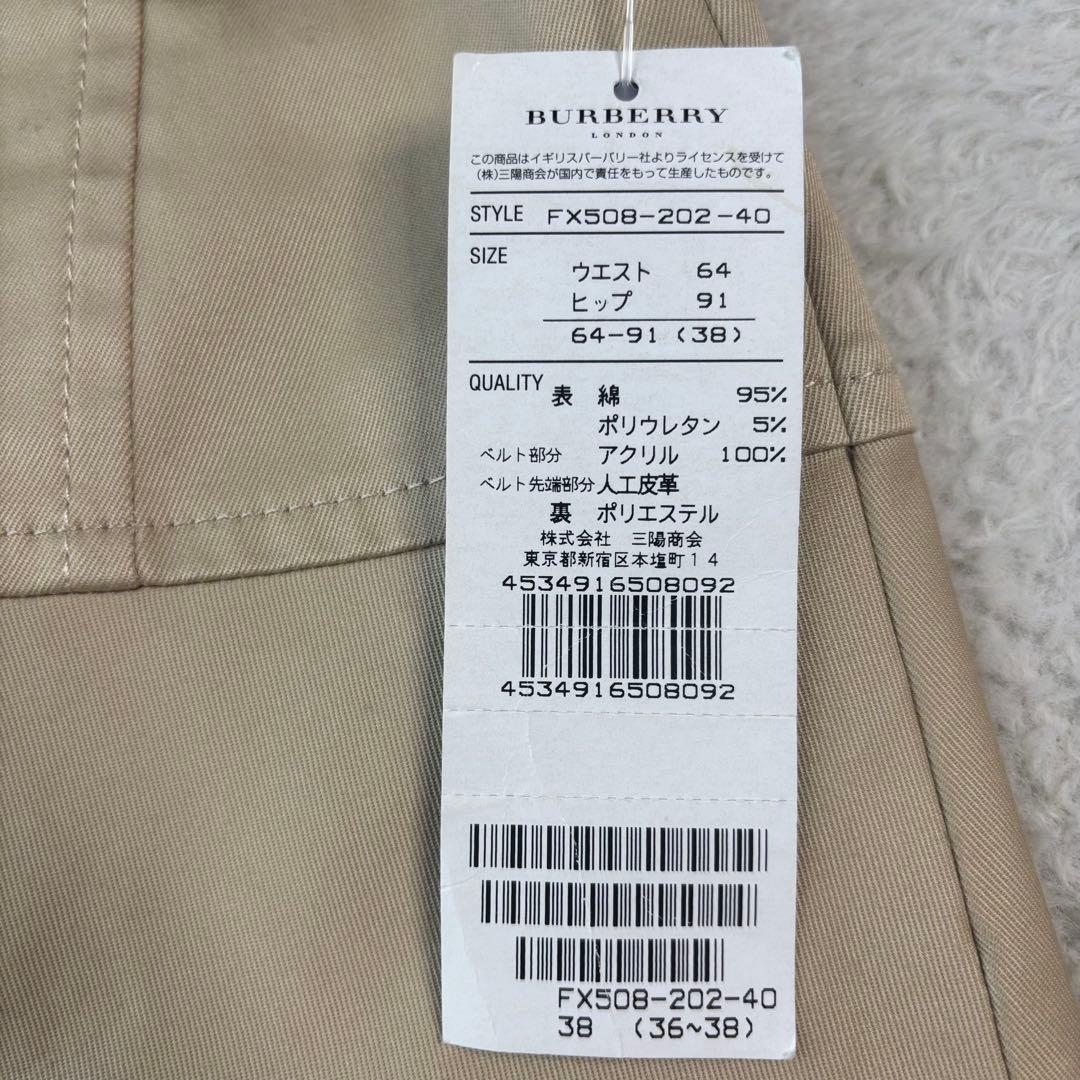 BURBERRY
LONDON
この商品はイギリスバーバリー社よりライセンスを受けて
(株)三陽商会が国内で責任をもって生産したものです。
STYLE FX508-202-40
SIZE
ウエスト 64
ヒップ 91
64-91 (38)
QUALITY 表 綿 95%
ポリウレタン 5%
ベルト部分 アクリル 100%
ベルト先端部分 人工皮革
裏 ポリエステル
株式会社 三陽商会
東京都新宿区本塩町14
4534916508092
4534916508092
FX508-202-40
38 (36~38)